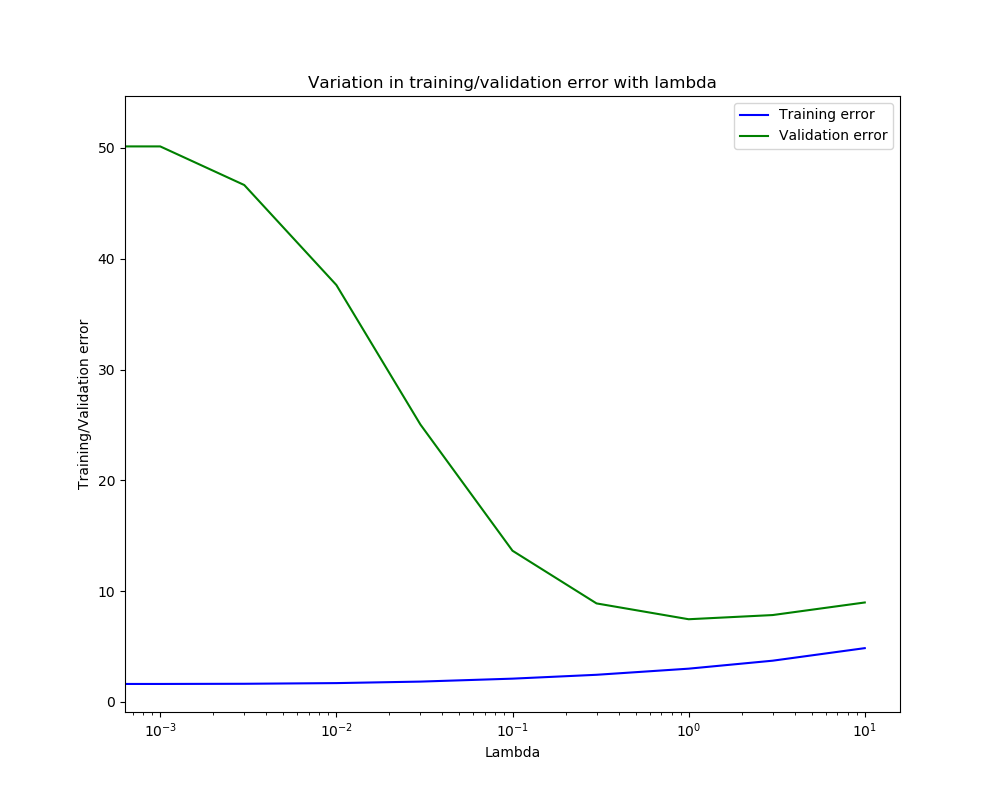 Variation in training/validation error with lambda
Training error
Validation error
50
40
30
20
10
0
Training/Validation error
10⁻³ 10⁻² 10⁻¹ 10⁰ 10¹
Lambda